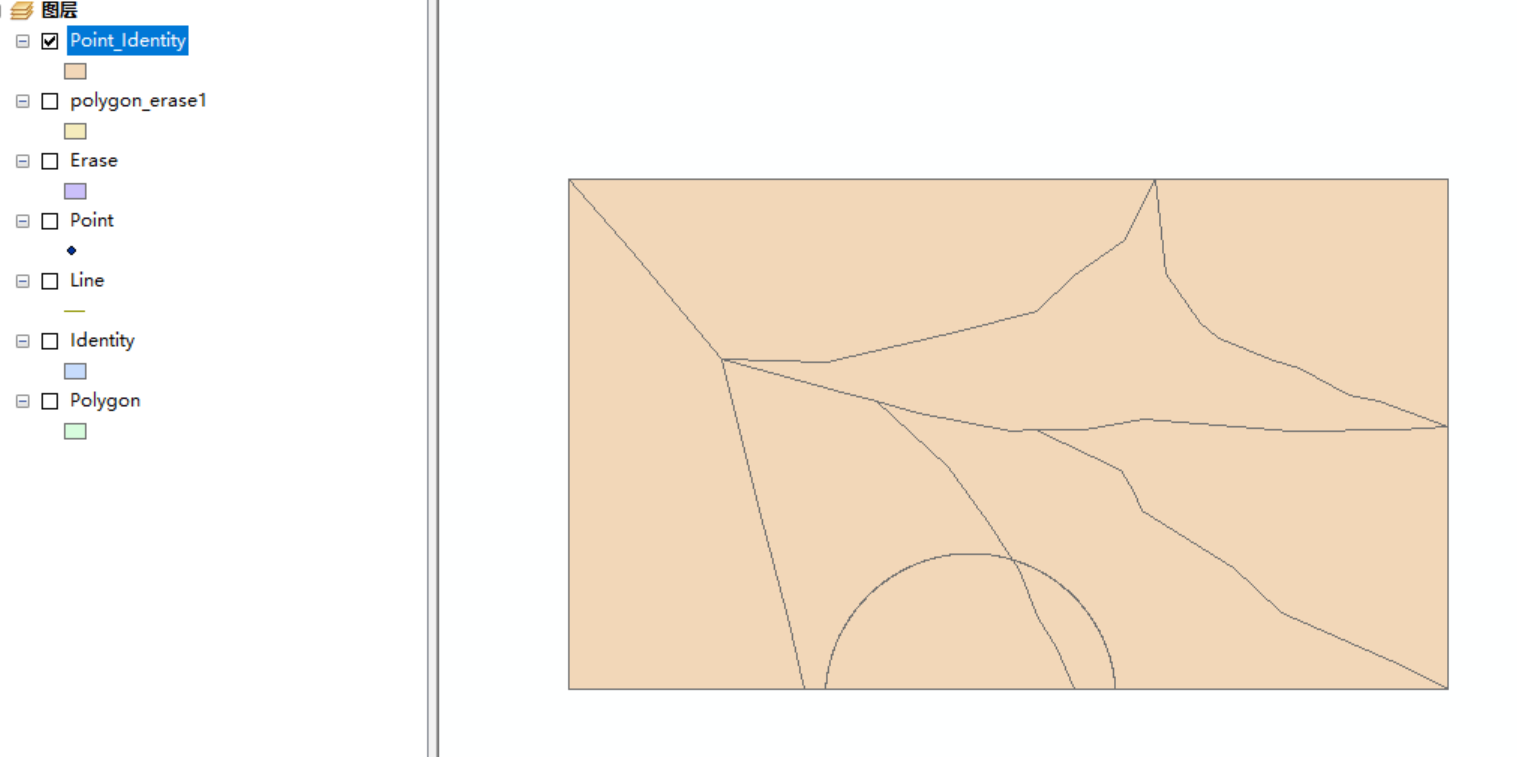 图层
Point_Identity
polygon_erase1
Erase
Point
Line
Identity
Polygon